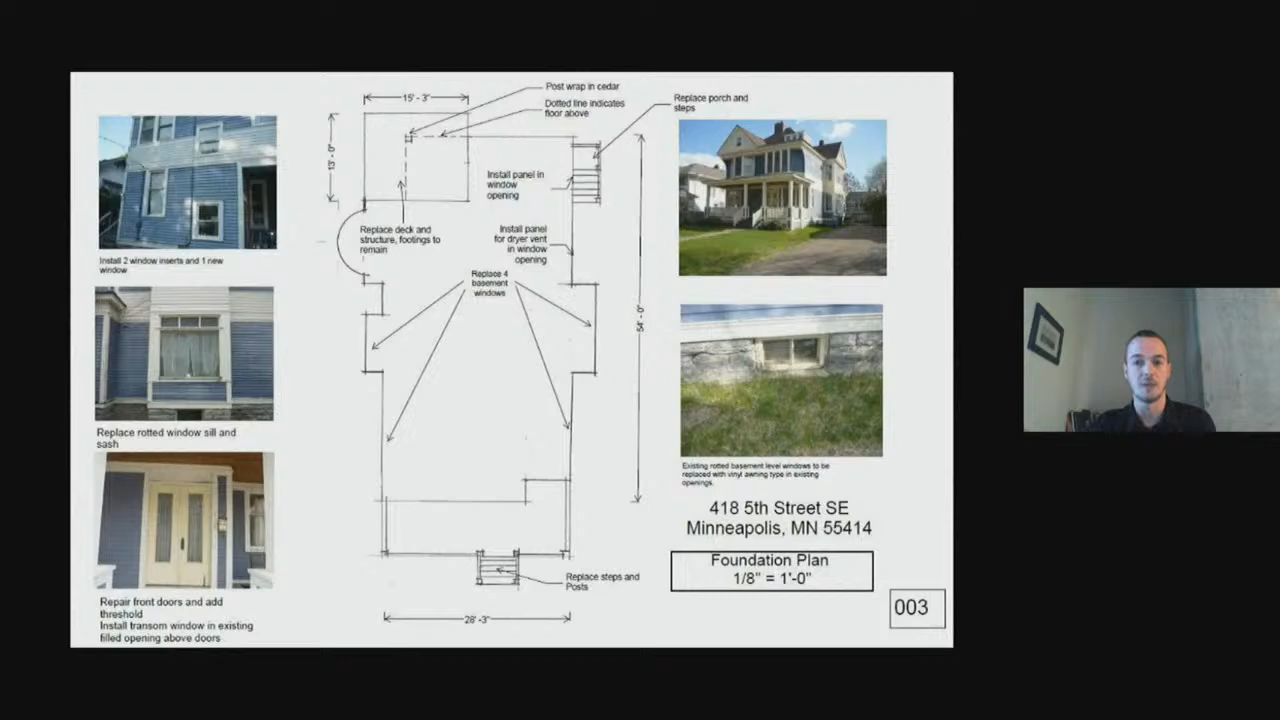 Post wrap in cedar
15' - 3"
Dotted line indicates
floor above
Replace porch and
steps
13' - 0"
Install panel in
window
opening
Replace deck and
structure, footings to
remain
Install panel
for dryer vent
in window
opening
Install 2 window inserts and 1 new
window
Replace 4
basement
windows
54' - 0"
Replace rotted window sill and
sash
Existing rotted basement level windows to be
replaced with vinyl awning type in existing
openings.
418 5th Street SE
Minneapolis, MN 55414
Foundation Plan
1/8" = 1'-0"
Replace steps and
Posts
Repair front doors and add
threshold
Install transom window in existing
filled opening above doors
28' -3"
003